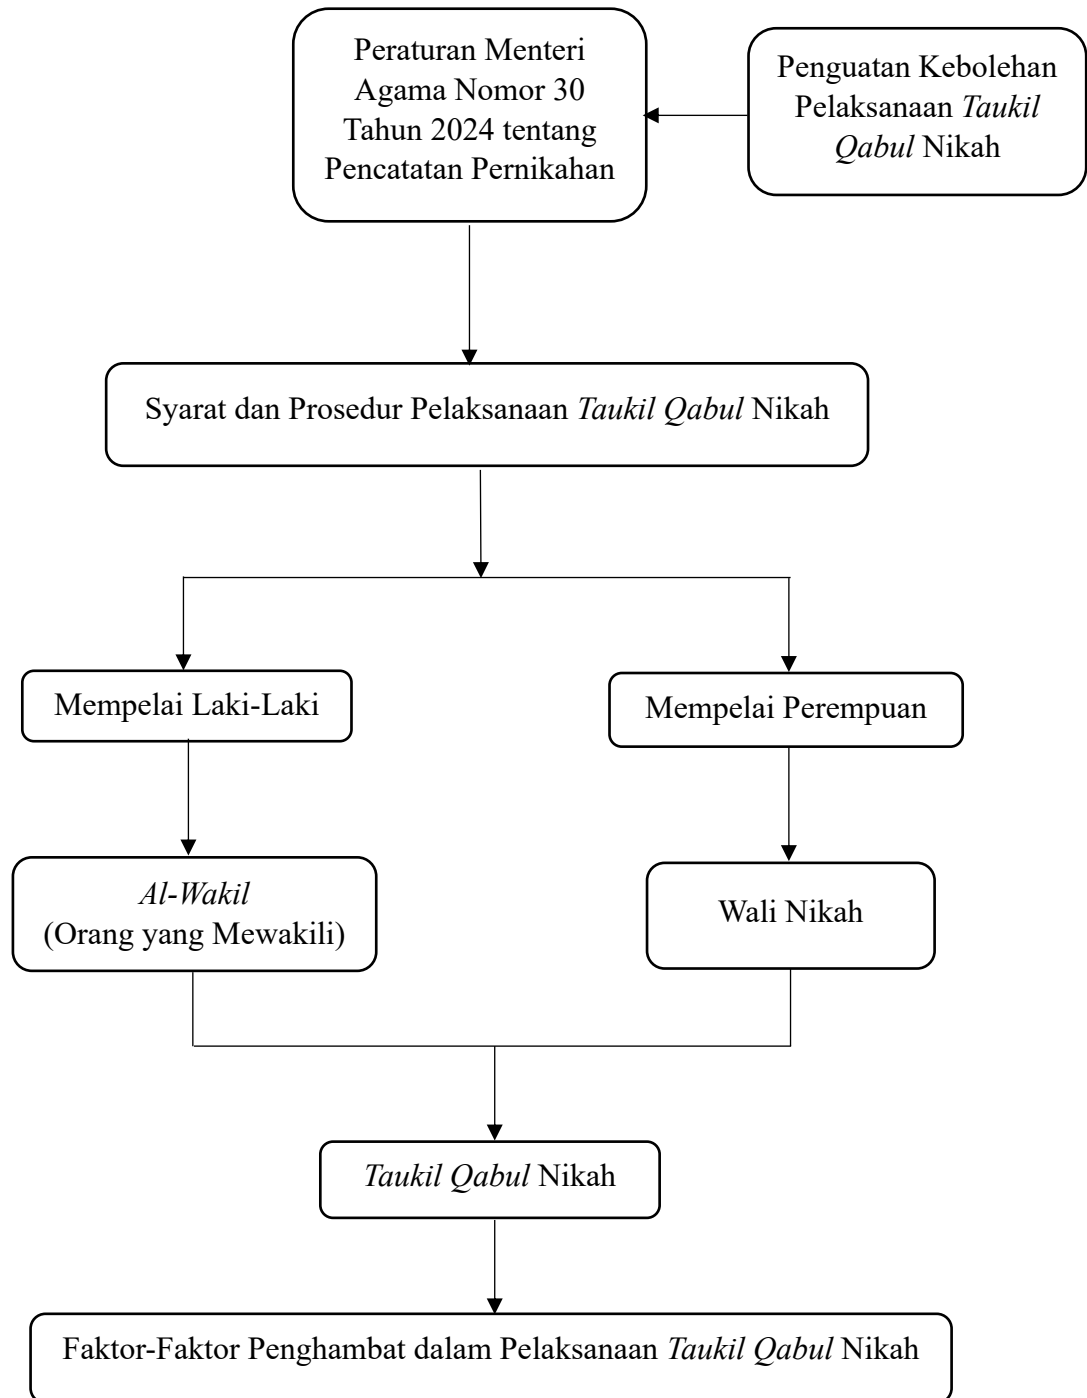 Peraturan Menteri
Agama Nomor 30
Tahun 2024 tentang
Pencatatan Pernikahan
Penguatan Kebolehan
Pelaksanaan Taukil
Qabul Nikah
Syarat dan Prosedur Pelaksanaan Taukil Qabul Nikah
Mempelai Laki-Laki
Mempelai Perempuan
Al-Wakil
(Orang yang Mewakili)
Wali Nikah
Taukil Qabul Nikah
Faktor-Faktor Penghambat dalam Pelaksanaan Taukil Qabul Nikah